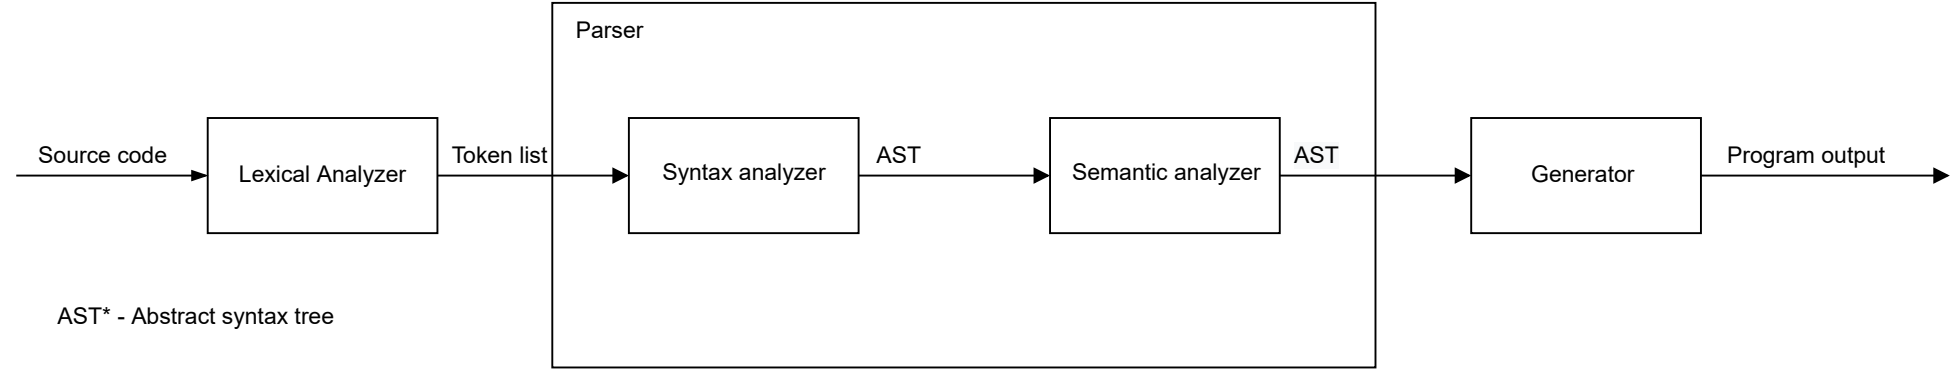 Parser
Source code
Lexical Analyzer
Token list
Syntax analyzer
AST
Semantic analyzer
AST
Generator
Program output
AST* - Abstract syntax tree